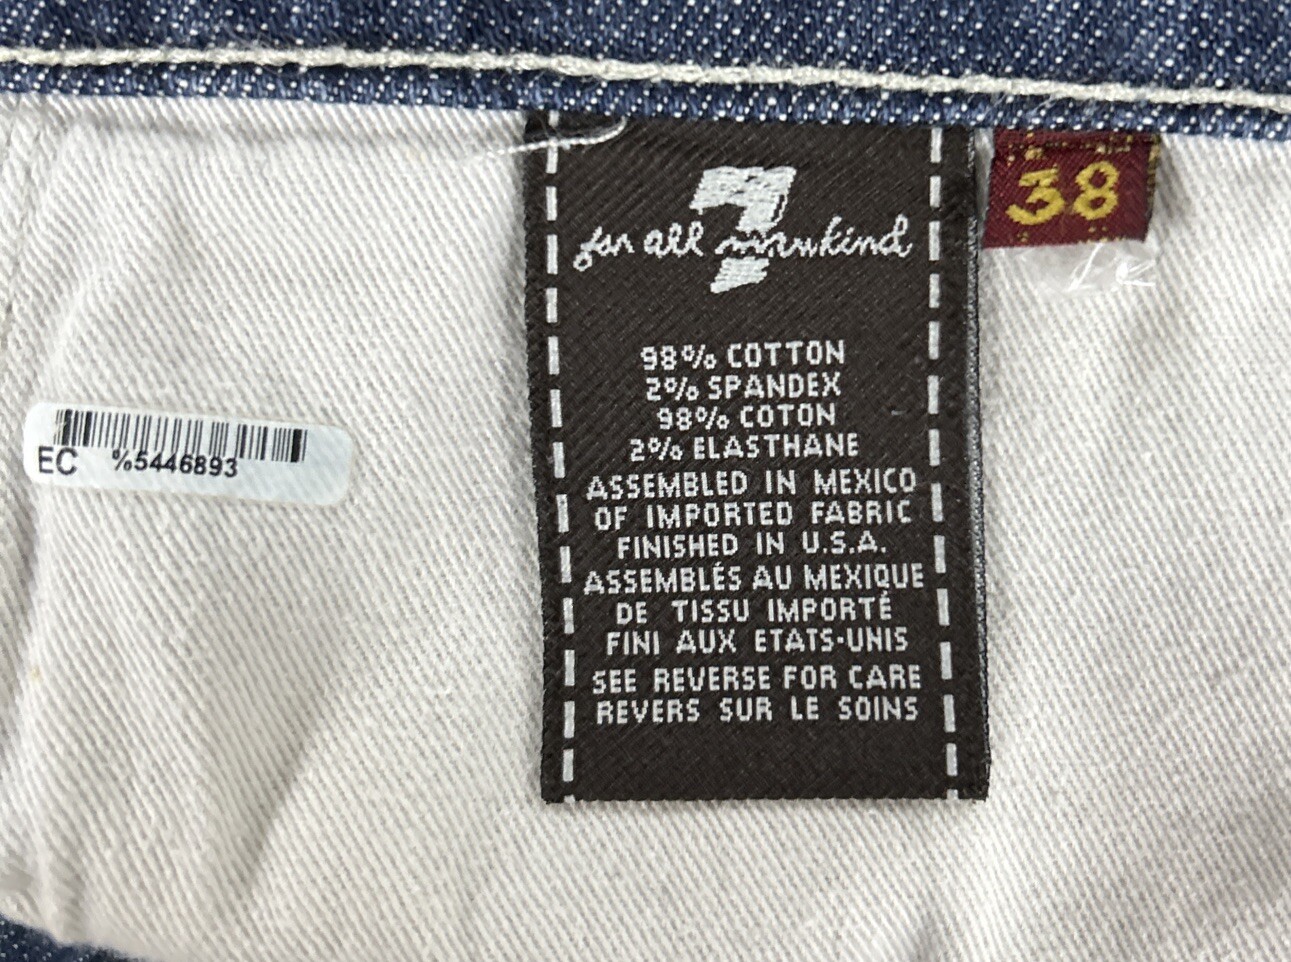 7
for all mankind
38
98% COTTON
2% SPANDEX
98% COTON
2% ELASTHANE
ASSEMBLED IN MEXICO
OF IMPORTED FABRIC
FINISHED IN U.S.A.
ASSEMBLÉS AU MEXIQUE
DE TISSU IMPORTÉ
FINI AUX ETATS-UNIS
SEE REVERSE FOR CARE
REVERS SUR LE SOINS
EC %5446893